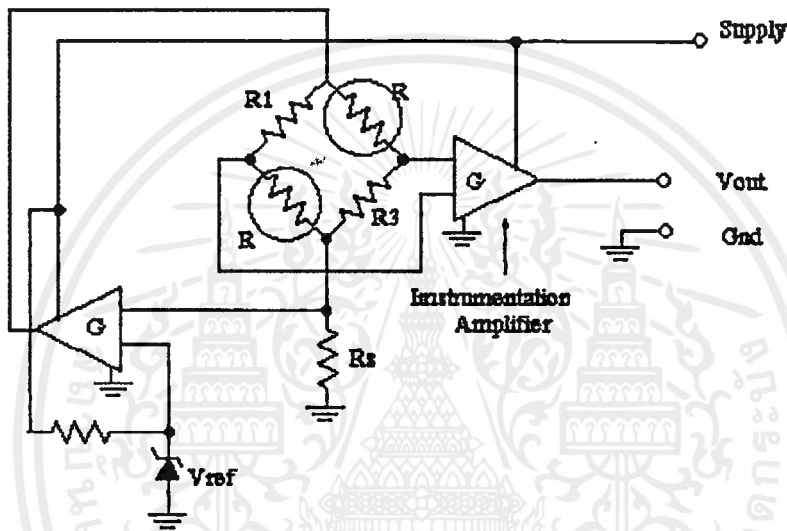 Supply
R1
R
G
Vout
R
R3
Gnd
Instrumentation
Amplifier
G
Rs
Vref